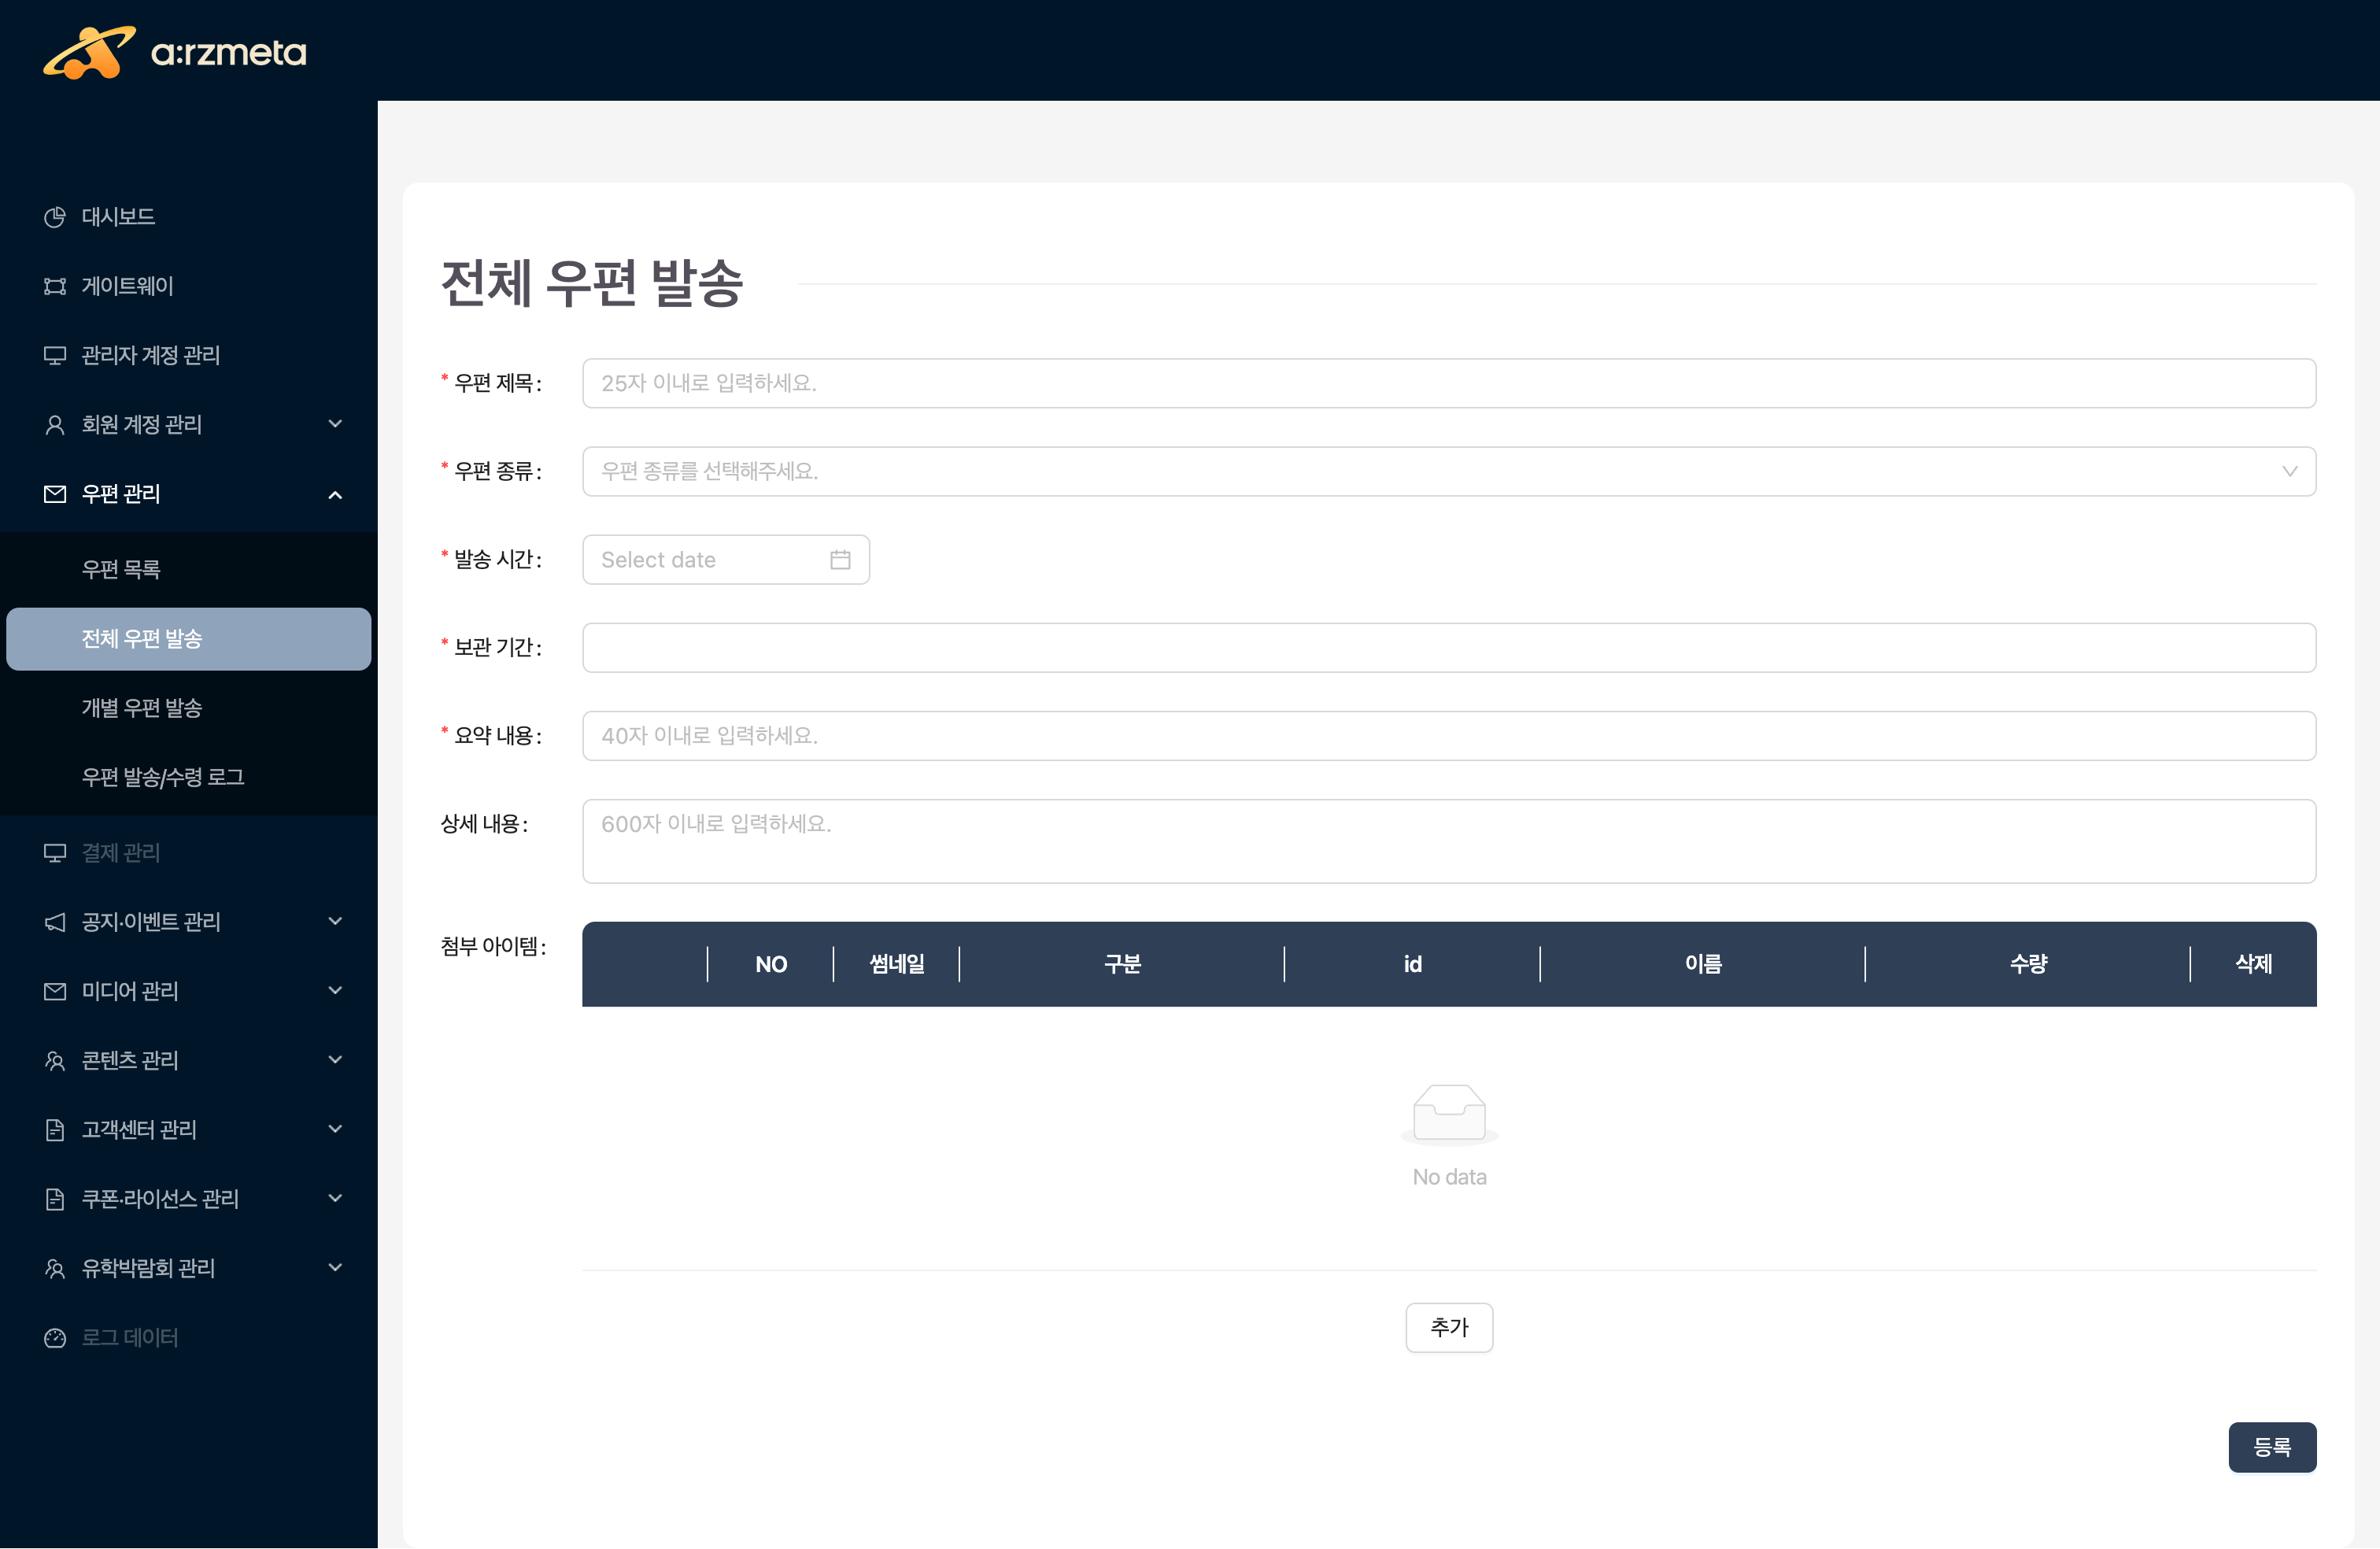 a:rzmeta
대시보드
게이트웨이
관리자 계정 관리
회원 계정 관리
우편 관리
우편 목록
전체 우편 발송
개별 우편 발송
우편 발송/수령 로그
결제 관리
공지·이벤트 관리
미디어 관리
콘텐츠 관리
고객센터 관리
쿠폰·라이선스 관리
유학박람회 관리
로그 데이터
전체 우편 발송
* 우편 제목 : 25자 이내로 입력하세요.
* 우편 종류 : 우편 종류를 선택해주세요.
* 발송 시간 : Select date
* 보관 기간 :
* 요약 내용 : 40자 이내로 입력하세요.
상세 내용 : 600자 이내로 입력하세요.
첨부 아이템 : NO 썸네일 구분 id 이름 수량 삭제
No data
추가
등록